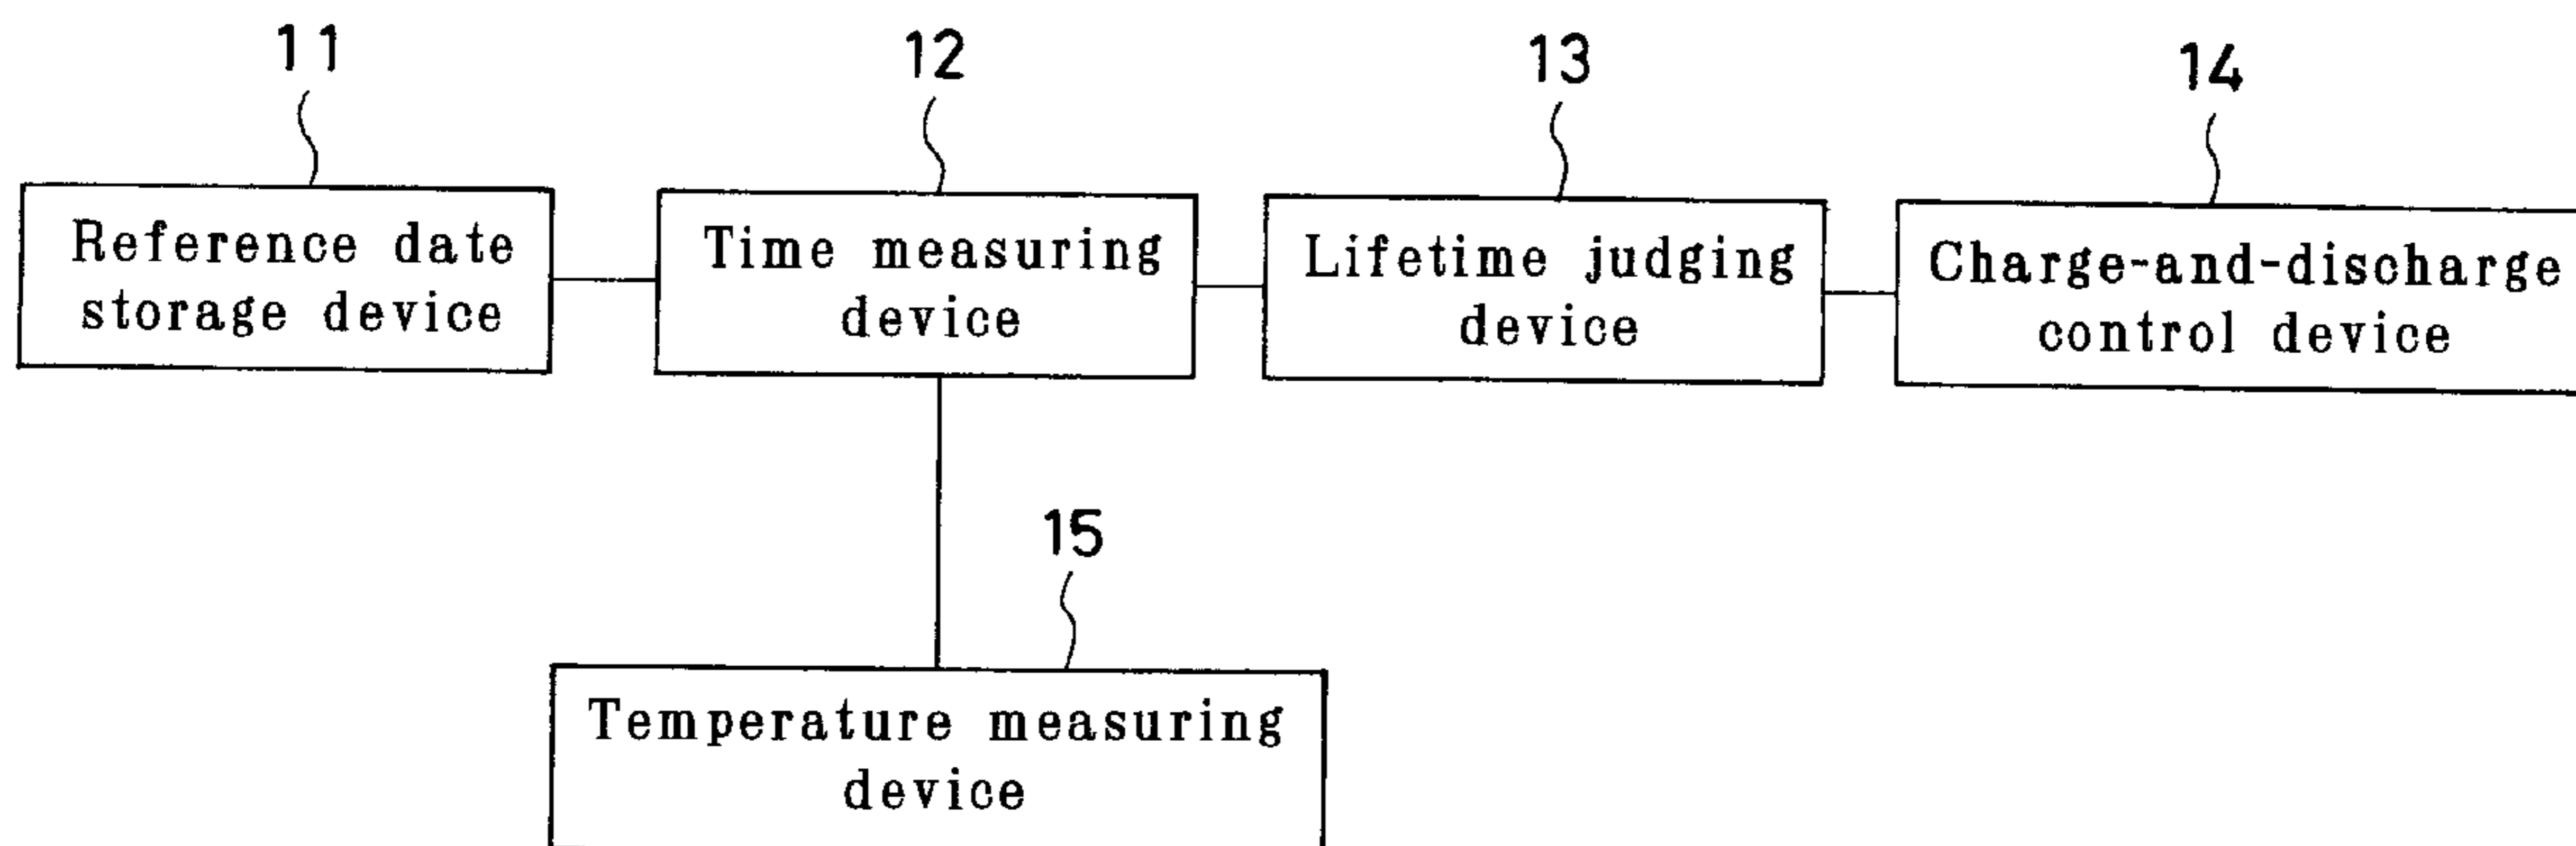 11
12
13
14
Reference date
storage device
Time measuring
device
Lifetime judging
device
Charge-and-discharge
control device
15
Temperature measuring
device